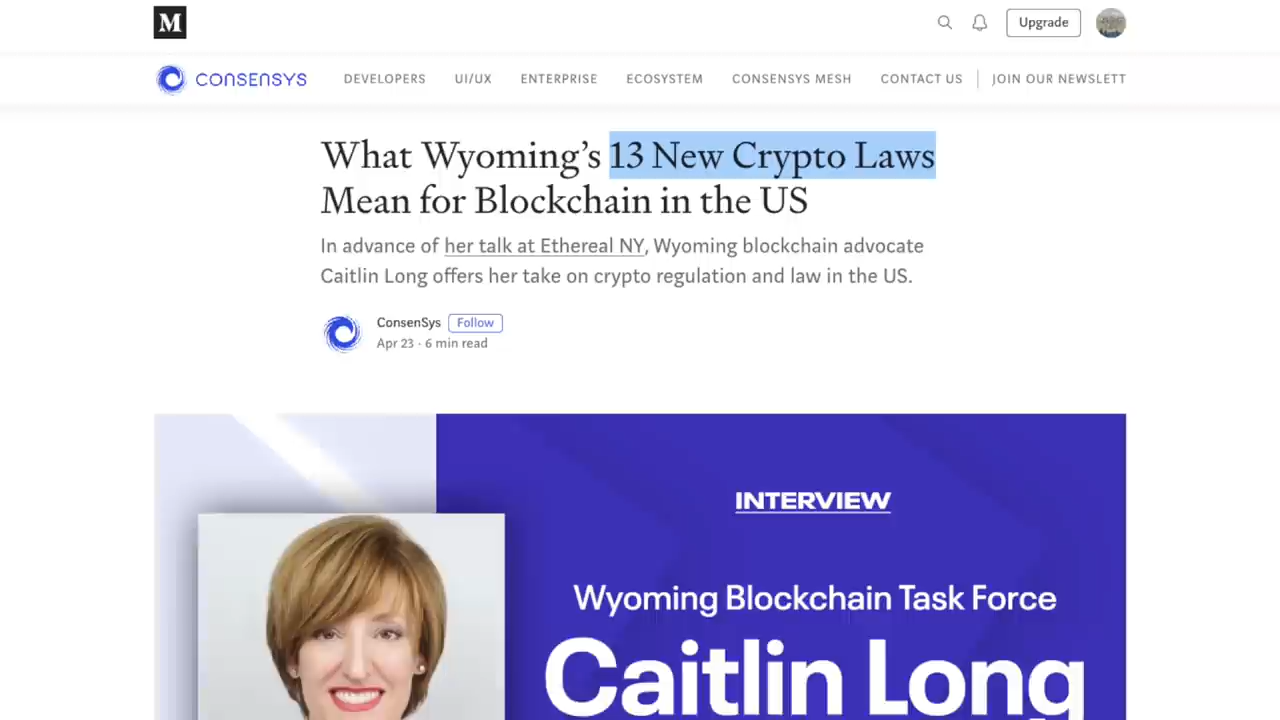 M
Upgrade
CONSENSYS DEVELOPERS UI/UX ENTERPRISE ECOSYSTEM CONSENSYS MESH CONTACT US JOIN OUR NEWSLETT
What Wyoming’s 13 New Crypto Laws
Mean for Blockchain in the US
In advance of her talk at Ethereal NY, Wyoming blockchain advocate
Caitlin Long offers her take on crypto regulation and law in the US.
ConsenSys Follow
Apr 23 · 6 min read
INTERVIEW
Wyoming Blockchain Task Force
Caitlin Long